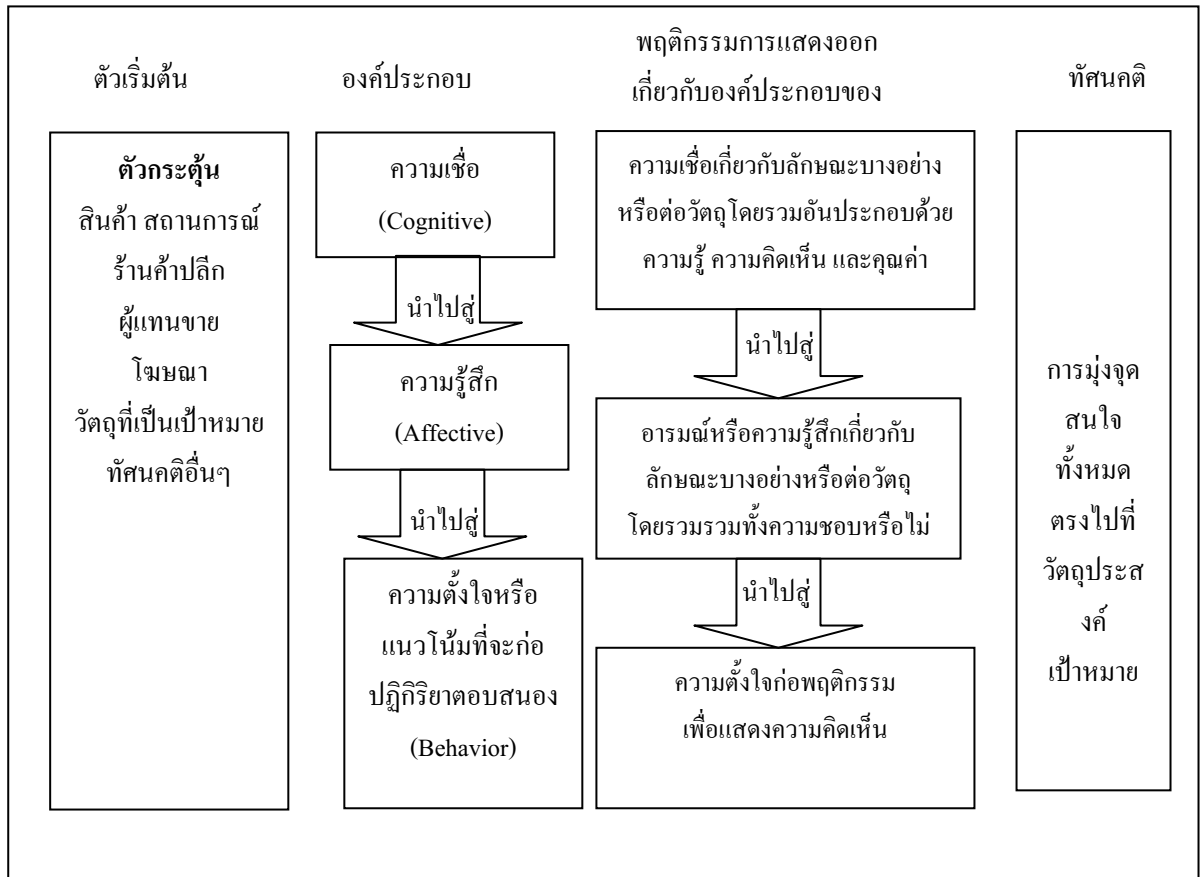 ตัวเริ่มต้น
องค์ประกอบ
พฤติกรรมการแสดงออก
เกี่ยวกับองค์ประกอบของ
ทัศนคติ
ตัวกระตุ้น
สินค้า สถานการณ์
ร้านค้าปลีก
ผู้แทนขาย
โฆษณา
วัตถุที่เป็นเป้าหมาย
ทัศนคติอื่นๆ
ความเชื่อ
(Cognitive)
นำไปสู่
ความรู้สึก
(Affective)
นำไปสู่
ความตั้งใจหรือ
แนวโน้มที่จะก่อ
ปฏิกิริยาตอบสนอง
(Behavior)
ความเชื่อเกี่ยวกับลักษณะบางอย่าง
หรือต่อวัตถุโดยรวมอันประกอบด้วย
ความรู้ ความคิดเห็น และคุณค่า
นำไปสู่
อารมณ์หรือความรู้สึกเกี่ยวกับ
ลักษณะบางอย่างหรือต่อวัตถุ
โดยรวมรวมทั้งความชอบหรือไม่
นำไปสู่
ความตั้งใจก่อพฤติกรรม
เพื่อแสดงความคิดเห็น
การมุ่งจุด
สนใจ
ทั้งหมด
ตรงไปที่
วัตถุประส
งค์
เป้าหมาย